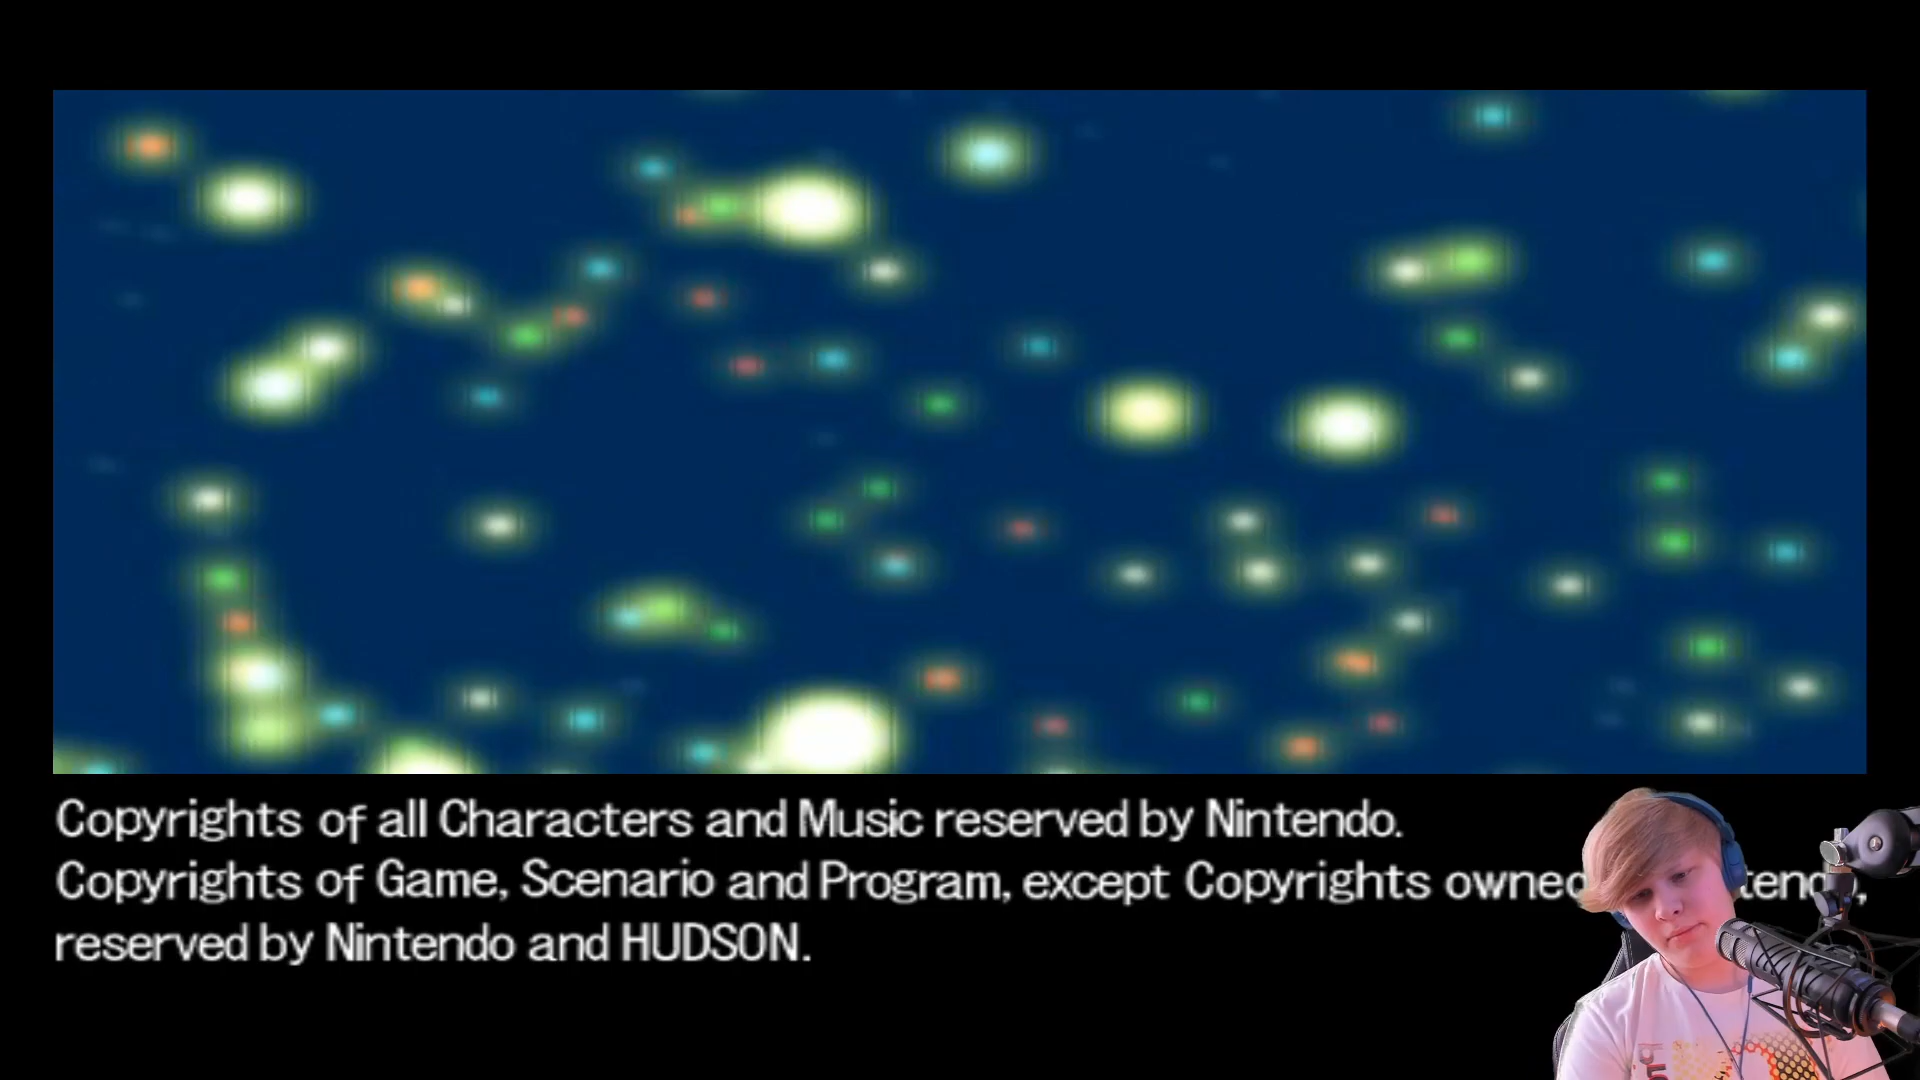 Copyrights of all Characters and Music reserved by Nintendo.
Copyrights of Game, Scenario and Program, except Copyrights owned
reserved by Nintendo and HUDSON.